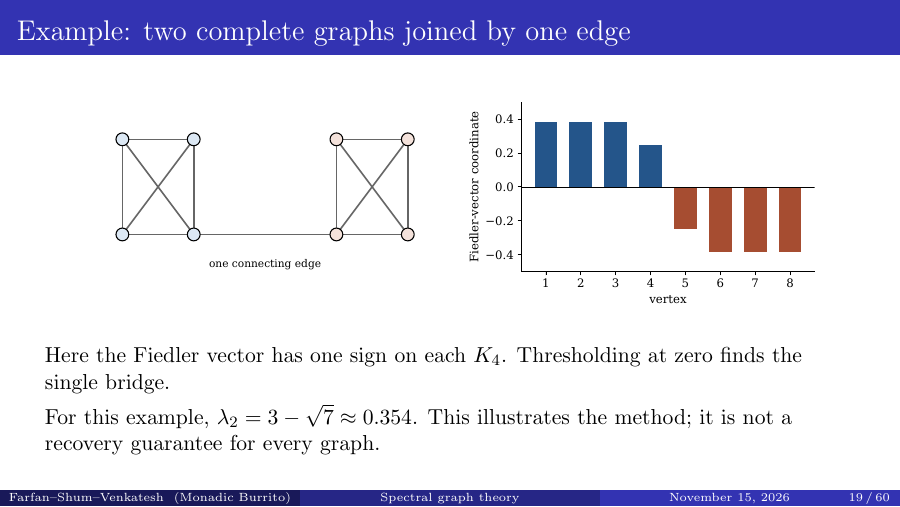 Example: two complete graphs joined by one edge
one connecting edge
Fiedler-vector coordinate
0.4
0.2
0.0
−0.2
−0.4
1 2 3 4 5 6 7 8
vertex
Here the Fiedler vector has one sign on each K₄. Thresholding at zero finds the
single bridge.
For this example, λ₂ = 3 − √7 ≈ 0.354. This illustrates the method; it is not a
recovery guarantee for every graph.
Farfan–Shum–Venkatesh (Monadic Burrito) Spectral graph theory November 15, 2026 19 / 60